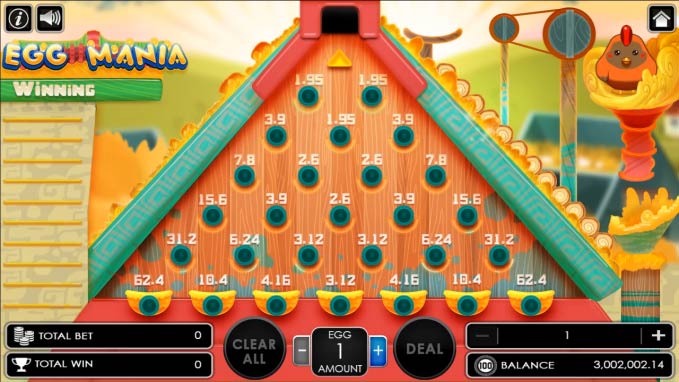 EGG MANIA
WINNING
1.95 1.95
3.9 1.95 3.9
7.8 2.6 2.6 7.8
15.6 3.9 2.6 3.9 15.6
31.2 6.24 3.12 3.12 6.24 31.2
62.4 10.4 4.16 3.12 4.16 10.4 62.4
TOTAL BET 0
TOTAL WIN 0
CLEAR ALL
EGG
− 1 +
AMOUNT
DEAL
− 1 +
100 BALANCE 3,002,002.14